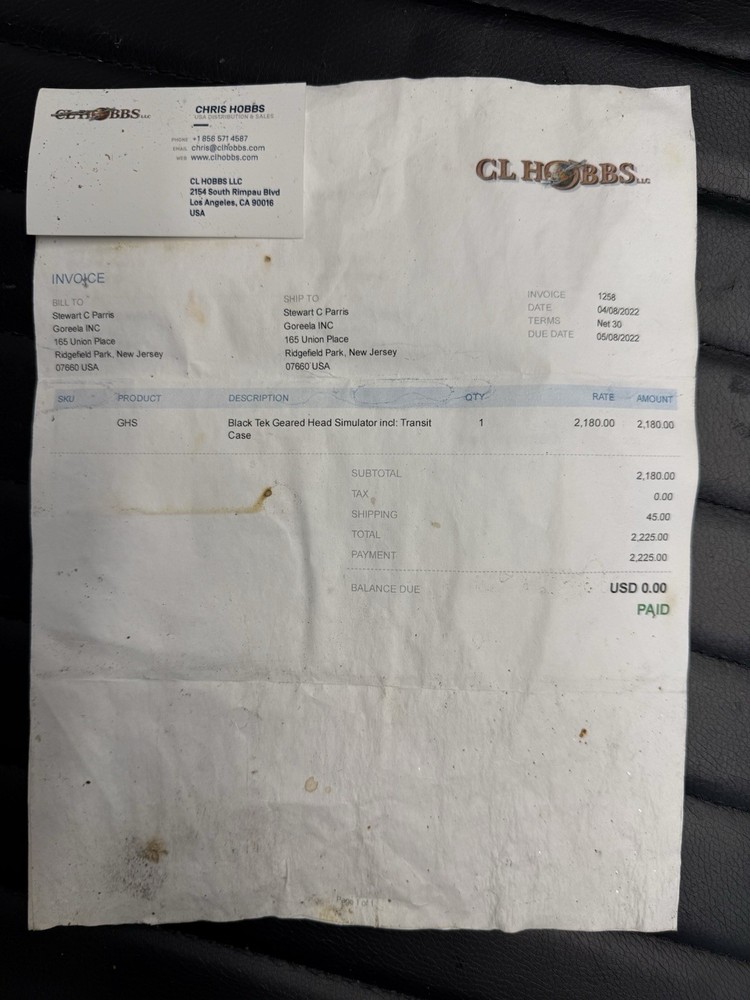 CL HOBBS LLC
CHRIS HOBBS
USA DISTRIBUTION & SALES
PHONE +1 858 571 4587
EMAIL chris@clhobbs.com
WEB www.clhobbs.com
CL HOBBS LLC
2154 South Rimpau Blvd
Los Angeles, CA 90016
USA
CL HOBBS LLC
INVOICE
BILL TO
Stewart C Parris
Goreela INC
165 Union Place
Ridgefield Park, New Jersey
07660 USA
SHIP TO
Stewart C Parris
Goreela INC
165 Union Place
Ridgefield Park, New Jersey
07660 USA
INVOICE 1258
DATE 04/08/2022
TERMS Net 30
DUE DATE 05/08/2022
SKU PRODUCT DESCRIPTION QTY RATE AMOUNT
GHS Black Tek Geared Head Simulator incl: Transit 1 2,180.00 2,180.00
Case
SUBTOTAL 2,180.00
TAX 0.00
SHIPPING 45.00
TOTAL 2,225.00
PAYMENT 2,225.00
BALANCE DUE USD 0.00
PAID
Page 1 of 1